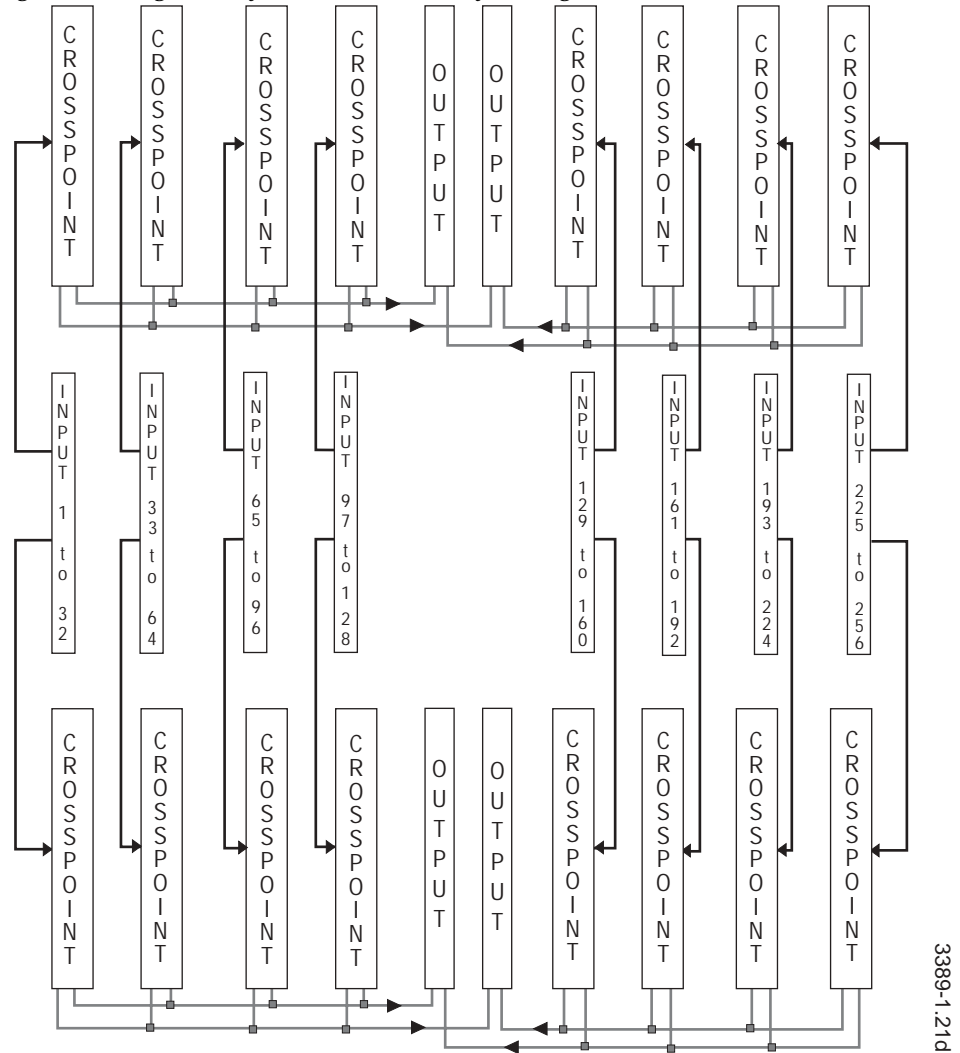 CROSSPOINT
CROSSPOINT
CROSSPOINT
CROSSPOINT
OUTPUT
OUTPUT
CROSSPOINT
CROSSPOINT
CROSSPOINT
CROSSPOINT
INPUT 1 to 32
INPUT 33 to 64
INPUT 65 to 96
INPUT 97 to 128
INPUT 129 to 160
INPUT 161 to 192
INPUT 193 to 224
INPUT 225 to 256
CROSSPOINT
CROSSPOINT
CROSSPOINT
CROSSPOINT
OUTPUT
OUTPUT
CROSSPOINT
CROSSPOINT
CROSSPOINT
CROSSPOINT
3389-1.21d